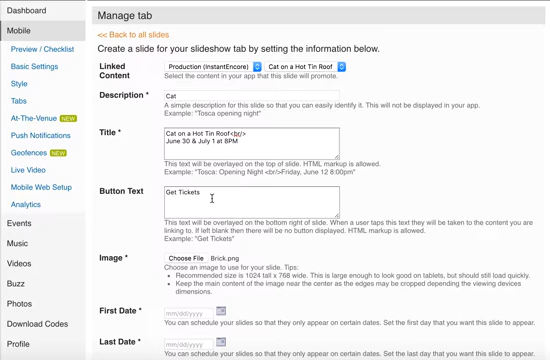 Dashboard
Mobile
Preview / Checklist
Basic Settings
Style
Tabs
At-The-Venue NEW
Push Notifications
Geofences NEW
Live Video
Mobile Web Setup
Analytics
Events
Music
Videos
Buzz
Photos
Download Codes
Profile
Manage tab
<< Back to all slides
Create a slide for your slideshow tab by setting the information below.
Linked Content
Production (InstantEncore) Cat on a Hot Tin Roof
Select the content in your app that this slide will promote.
Description *
Cat
A simple description for this slide so that you can easily identify it. This will not be displayed in your app.
Example: "Tosca opening night"
Title *
Cat on a Hot Tin Roof<br/>
June 30 & July 1 at 8PM
This text will be overlayed on the top of slide. HTML markup is allowed.
Example: "Tosca: Opening Night <br/>Friday, June 12 8:00pm"
Button Text
Get Tickets
This text will be overlayed on the bottom right of slide. When a user taps this text they will be taken to the content you are
linking to. If left blank then there will be no button displayed. HTML markup is allowed.
Example: "Get Tickets"
Image *
Choose File Brick.png
Choose an image to use for your slide. Tips:
• Recommended size is 1024 tall x 768 wide. This is large enough to look good on tablets, but should still load quickly.
• Keep the main content of the image near the center as the edges may be cropped depending the viewing devices
dimensions.
First Date *
mm/dd/yyyy
You can schedule your slides so that they only appear on certain dates. Set the first day that you want this slide to appear.
Last Date *
mm/dd/yyyy
You can schedule your slides so that they only appear on certain dates. Set the last day that you want this slide to appear.